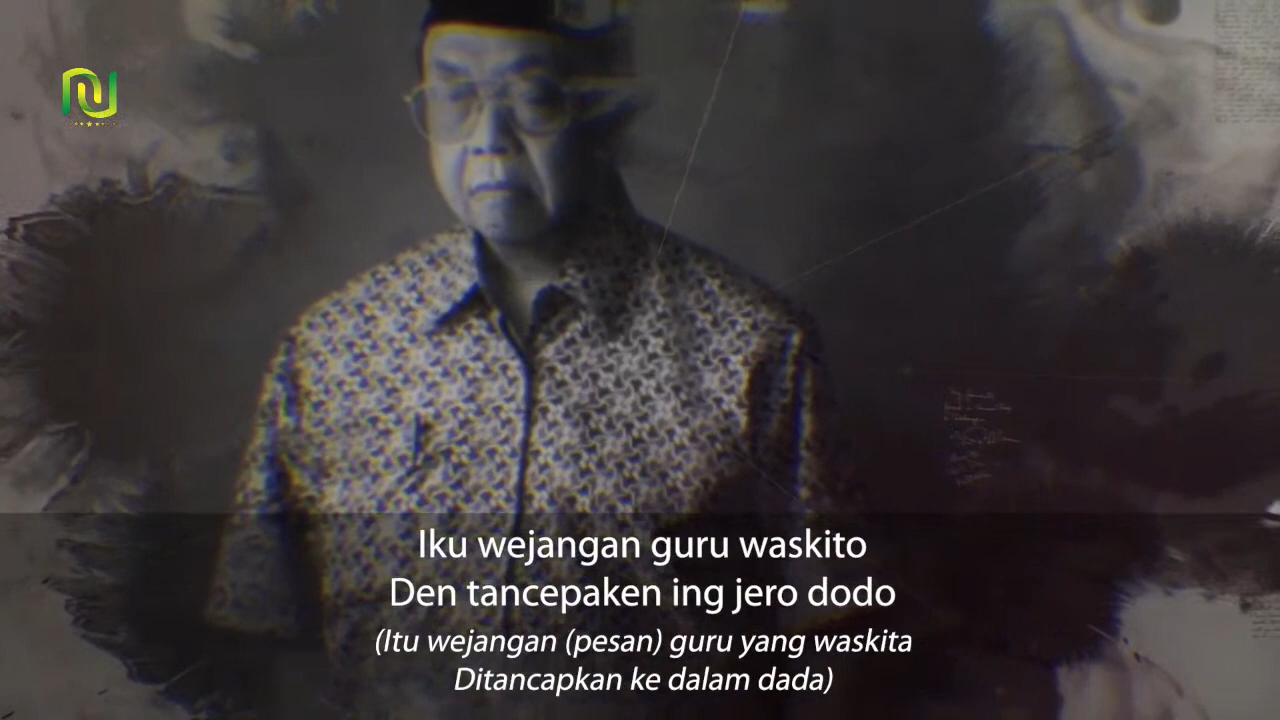 Iku wejangan guru waskito
Den tancepaken ing jero dodo
(Itu wejangan (pesan) guru yang waskita
Ditancapkan ke dalam dada)